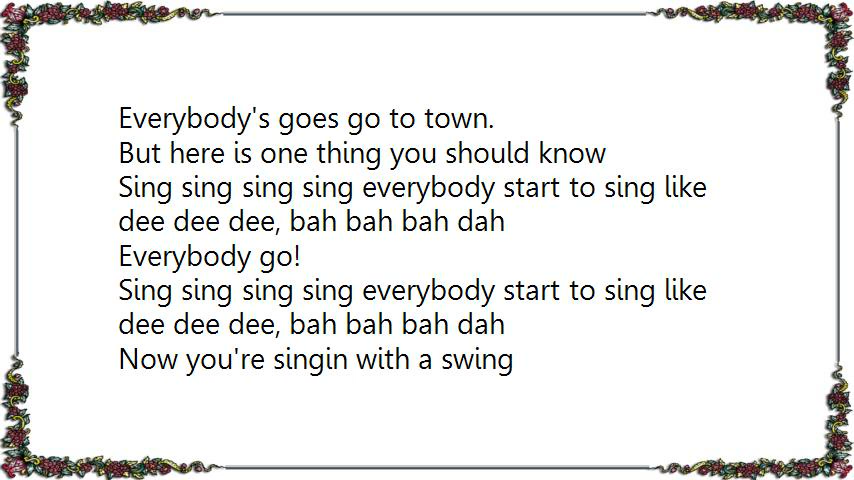 Everybody's goes go to town.
But here is one thing you should know
Sing sing sing sing everybody start to sing like
dee dee dee, bah bah bah dah
Everybody go!
Sing sing sing sing everybody start to sing like
dee dee dee, bah bah bah dah
Now you're singin with a swing